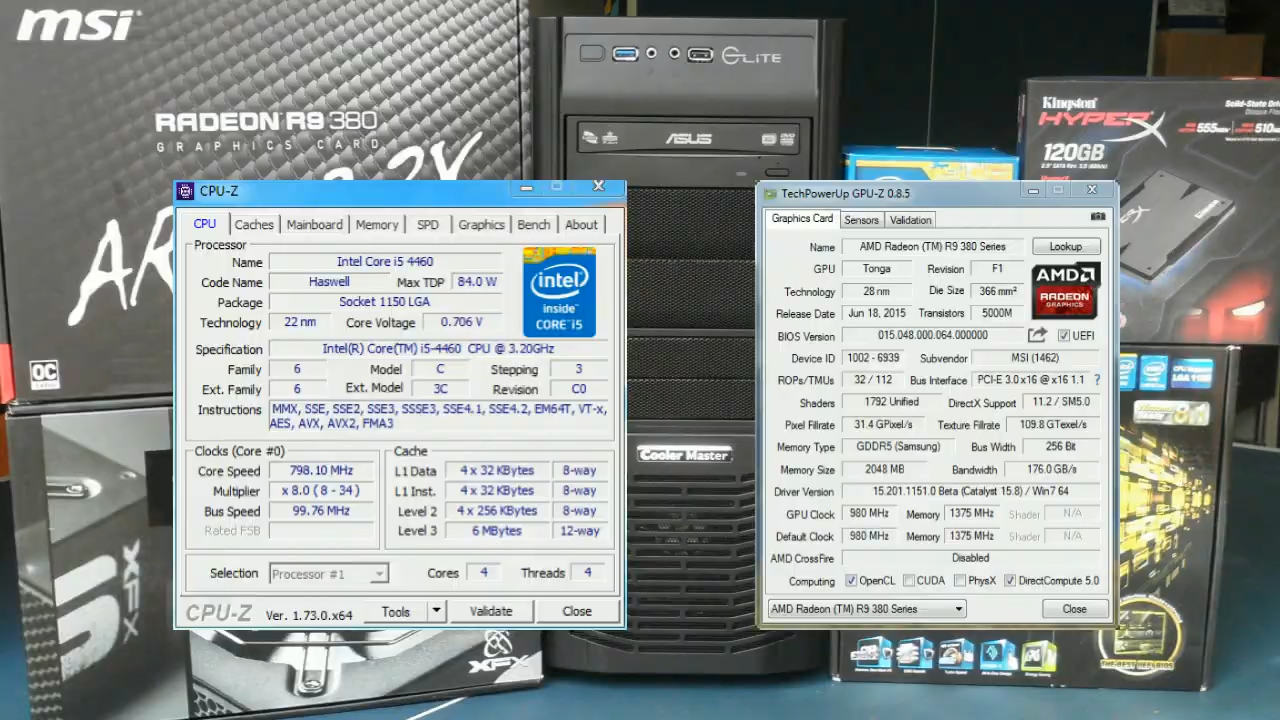 msi
RADEON R9 380
GRAPHICS CARD
OC
XFX
XFX
ELITE
ASUS
Cooler Master
Kingston
HYPERX
Solid-State
555MB/s
510
120GB
CPU-Z
CPU Caches Mainboard Memory SPD Graphics Bench About
Processor
Name Intel Core i5 4460
Code Name Haswell Max TDP 84.0 W
Package Socket 1150 LGA
Technology 22 nm Core Voltage 0.706 V
intel
inside
CORE i5
Specification Intel(R) Core(TM) i5-4460 CPU @ 3.20GHz
Family 6 Model C Stepping 3
Ext. Family 6 Ext. Model 3C Revision C0
Instructions MMX, SSE, SSE2, SSE3, SSSE3, SSE4.1, SSE4.2, EM64T, VT-x,
AES, AVX, AVX2, FMA3
Clocks (Core #0)
Core Speed 798.10 MHz
Multiplier x 8.0 ( 8 - 34 )
Bus Speed 99.76 MHz
Rated FSB
Cache
L1 Data 4 x 32 KBytes 8-way
L1 Inst. 4 x 32 KBytes 8-way
Level 2 4 x 256 KBytes 8-way
Level 3 6 MBytes 12-way
Selection Processor #1 Cores 4 Threads 4
CPU-Z Ver. 1.73.0.x64 Tools Validate Close
TechPowerUp GPU-Z 0.8.5
Graphics Card Sensors Validation
Name AMD Radeon (TM) R9 380 Series Lookup
GPU Tonga Revision F1
Technology 28 nm Die Size 366 mm²
Release Date Jun 18, 2015 Transistors 5000M
AMD
RADEON
GRAPHICS
BIOS Version 015.048.000.064.000000 UEFI
Device ID 1002 - 6939 Subvendor MSI (1462)
ROPs/TMUs 32 / 112 Bus Interface PCI-E 3.0 x16 @ x16 1.1 ?
Shaders 1792 Unified DirectX Support 11.2 / SM5.0
Pixel Fillrate 31.4 GPixel/s Texture Fillrate 109.8 GTexel/s
Memory Type GDDR5 (Samsung) Bus Width 256 Bit
Memory Size 2048 MB Bandwidth 176.0 GB/s
Driver Version 15.201.1151.0 Beta (Catalyst 15.8) / Win7 64
GPU Clock 980 MHz Memory 1375 MHz Shader N/A
Default Clock 980 MHz Memory 1375 MHz Shader N/A
AMD CrossFire Disabled
Computing OpenCL CUDA PhysX DirectCompute 5.0
AMD Radeon (TM) R9 380 Series Close